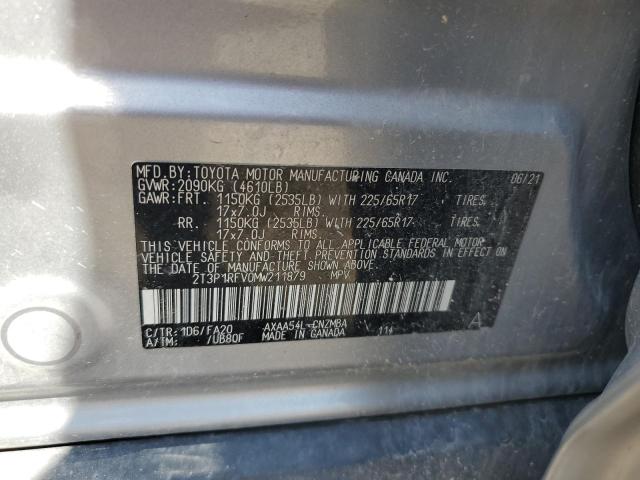 MFD. BY: TOYOTA MOTOR MANUFACTURING CANADA INC. 06/21
GVWR: 2090KG (4610LB)
GAWR: FRT. 1150KG (2535LB) WITH 225/65R17 TIRES,
17x7.0J RIMS.
RR. 1150KG (2535LB) WITH 225/65R17 TIRES,
17x7.0J RIMS.
THIS VEHICLE CONFORMS TO ALL APPLICABLE FEDERAL MOTOR
VEHICLE SAFETY, BUMPER, AND THEFT PREVENTION STANDARDS IN EFFECT
ON THE DATE OF MANUFACTURE SHOWN ABOVE.
2T3P1RFV0MW211879 MPV
C/TR: 1D6/FA20 AXAA54L-CNZMBA 114 A
A/TM: /UB80F MADE IN CANADA